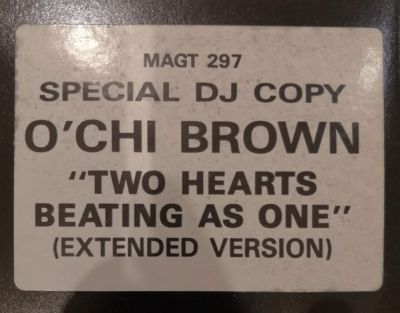 MAGT 297
SPECIAL DJ COPY
O'CHI BROWN
"TWO HEARTS
BEATING AS ONE"
(EXTENDED VERSION)